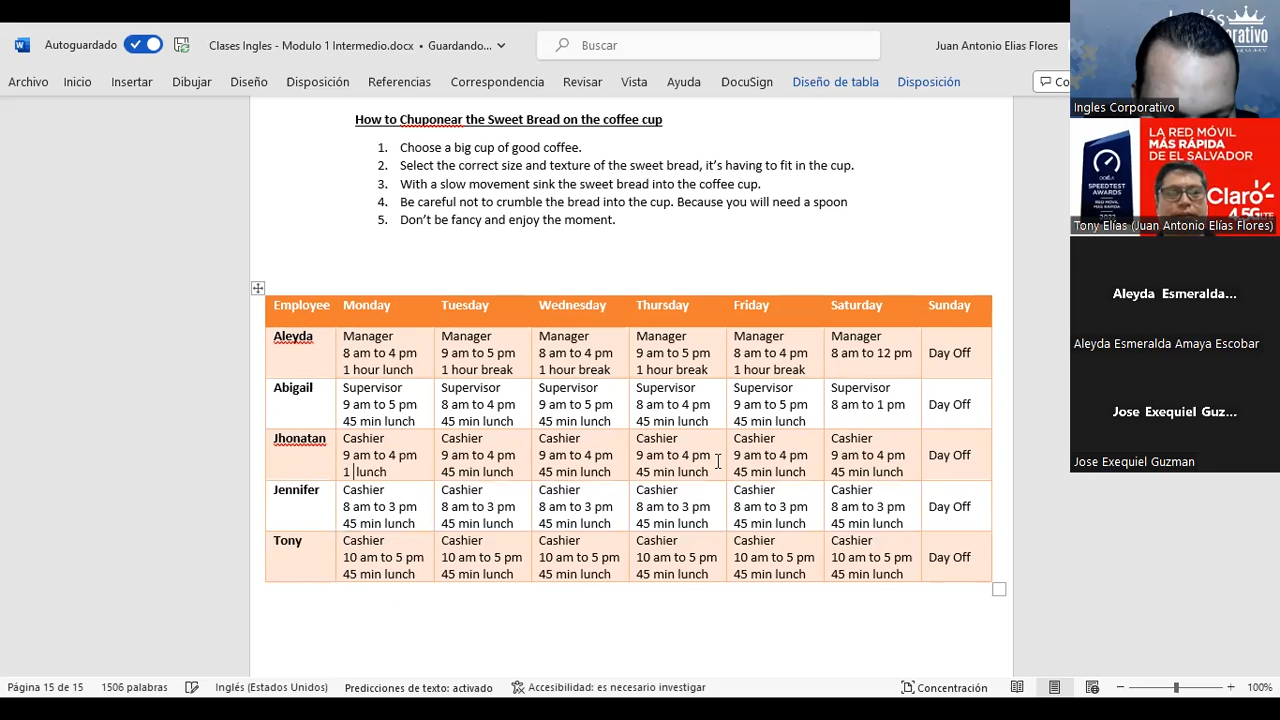 Autoguardado
Clases Ingles - Modulo 1 Intermedio.docx • Guardando...
Buscar
Juan Antonio Elias Flores
Archivo Inicio Insertar Dibujar Diseño Disposición Referencias Correspondencia Revisar Vista Ayuda DocuSign Diseño de tabla Disposición Co
How to Chuponear the Sweet Bread on the coffee cup
1. Choose a big cup of good coffee.
2. Select the correct size and texture of the sweet bread, it's having to fit in the cup.
3. With a slow movement sink the sweet bread into the coffee cup.
4. Be careful not to crumble the bread into the cup. Because you will need a spoon
5. Don't be fancy and enjoy the moment.
Employee Monday Tuesday Wednesday Thursday Friday Saturday Sunday
Aleyda Manager Manager Manager Manager Manager Manager
8 am to 4 pm 9 am to 5 pm 8 am to 4 pm 9 am to 5 pm 8 am to 4 pm 8 am to 12 pm Day Off
1 hour lunch 1 hour break 1 hour break 1 hour break 1 hour break
Abigail Supervisor Supervisor Supervisor Supervisor Supervisor Supervisor
9 am to 5 pm 8 am to 4 pm 9 am to 5 pm 8 am to 4 pm 9 am to 5 pm 8 am to 1 pm Day Off
45 min lunch 45 min lunch 45 min lunch 45 min lunch 45 min lunch
Jhonatan Cashier Cashier Cashier Cashier Cashier Cashier
9 am to 4 pm 9 am to 4 pm 9 am to 4 pm 9 am to 4 pm 9 am to 4 pm 9 am to 4 pm Day Off
1 lunch 45 min lunch 45 min lunch 45 min lunch 45 min lunch 45 min lunch
Jennifer Cashier Cashier Cashier Cashier Cashier Cashier
8 am to 3 pm 8 am to 3 pm 8 am to 3 pm 8 am to 3 pm 8 am to 3 pm 8 am to 3 pm Day Off
45 min lunch 45 min lunch 45 min lunch 45 min lunch 45 min lunch 45 min lunch
Tony Cashier Cashier Cashier Cashier Cashier Cashier
10 am to 5 pm 10 am to 5 pm 10 am to 5 pm 10 am to 5 pm 10 am to 5 pm 10 am to 5 pm Day Off
45 min lunch 45 min lunch 45 min lunch 45 min lunch 45 min lunch 45 min lunch
Página 15 de 15 1506 palabras Inglés (Estados Unidos) Predicciones de texto: activado Accesibilidad: es necesario investigar Concentración 100%
Ingles Corporativo
LA RED MÓVIL
MÁS RÁPIDA
DE EL SALVADOR
SPEEDTEST
AWARDS
Claro
4.5G LTE
Tony Elías (Juan Antonio Elías Flores)
Aleyda Esmeralda...
Aleyda Esmeralda Amaya Escobar
Jose Exequiel Guz...
Jose Exequiel Guzman